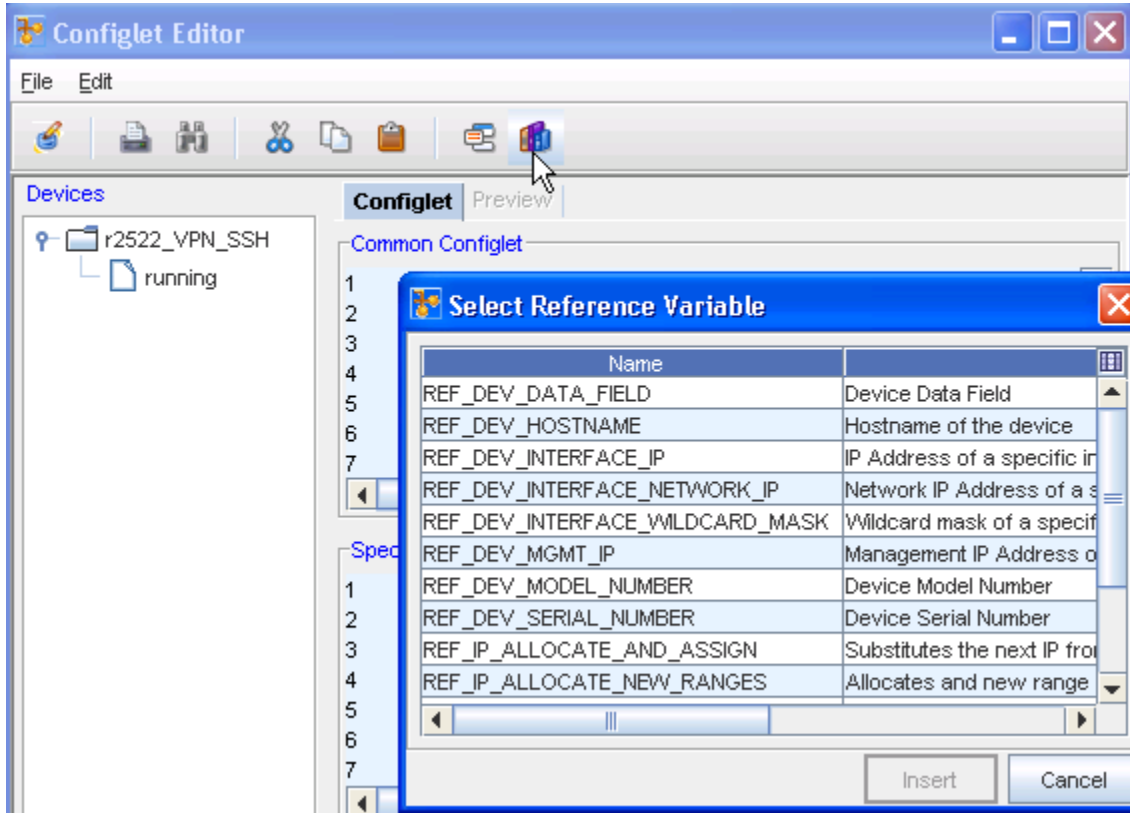 Configlet Editor
File Edit
Devices
r2522_VPN_SSH
running
Configlet Preview
Common Configlet
1
2
3
4
5
6
7
Spec
1
2
3
4
5
6
7
Select Reference Variable
Name
REF_DEV_DATA_FIELD Device Data Field
REF_DEV_HOSTNAME Hostname of the device
REF_DEV_INTERFACE_IP IP Address of a specific in
REF_DEV_INTERFACE_NETWORK_IP Network IP Address of a s
REF_DEV_INTERFACE_WILDCARD_MASK Wildcard mask of a specif
REF_DEV_MGMT_IP Management IP Address o
REF_DEV_MODEL_NUMBER Device Model Number
REF_DEV_SERIAL_NUMBER Device Serial Number
REF_IP_ALLOCATE_AND_ASSIGN Substitutes the next IP fro
REF_IP_ALLOCATE_NEW_RANGES Allocates and new range
Insert Cancel